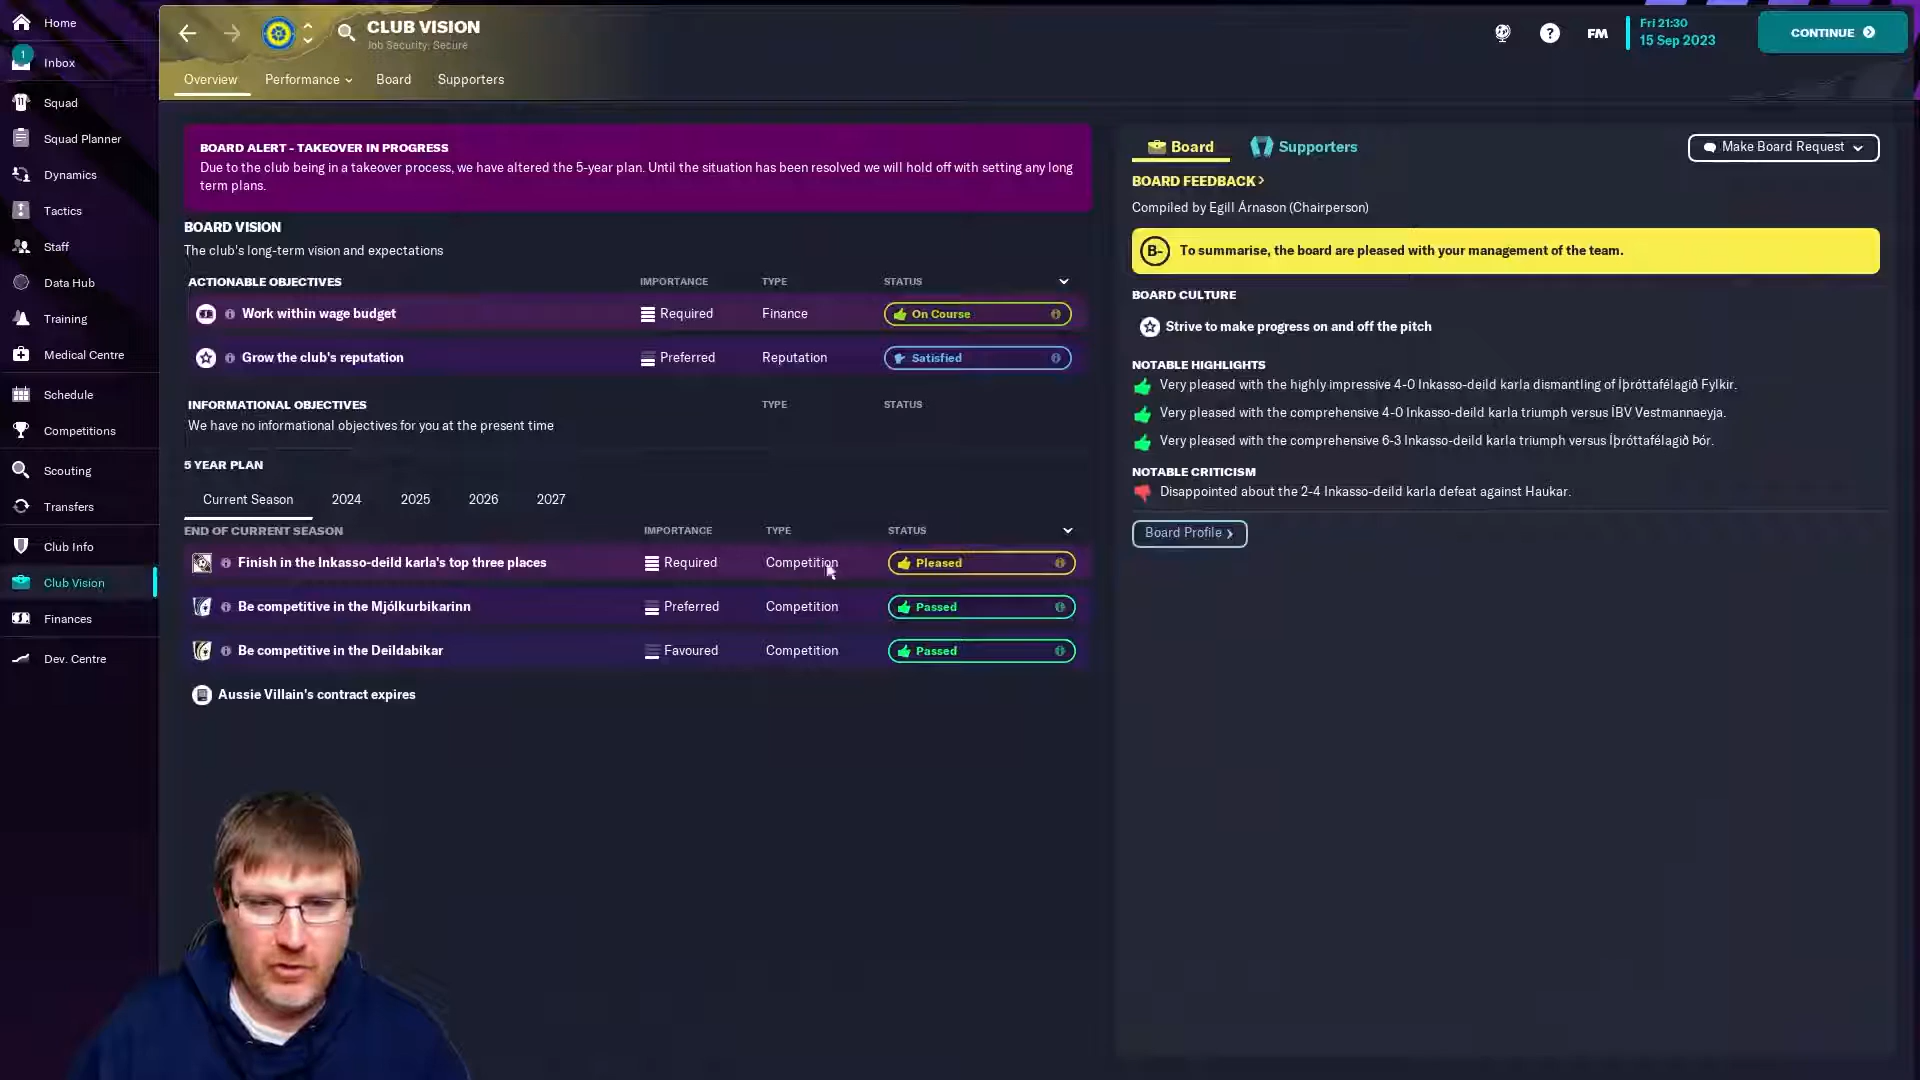 Home
1
Inbox
Squad
Squad Planner
Dynamics
Tactics
Staff
Data Hub
Training
Medical Centre
Schedule
Competitions
Scouting
Transfers
Club Info
Club Vision
Finances
Dev. Centre
CLUB VISION
Job Security: Secure
? FM
Fri 21:30
15 Sep 2023
CONTINUE
Overview Performance Board Supporters
BOARD ALERT - TAKEOVER IN PROGRESS
Due to the club being in a takeover process, we have altered the 5-year plan. Until the situation has been resolved we will hold off with setting any long
term plans.
BOARD VISION
The club's long-term vision and expectations
ACTIONABLE OBJECTIVES IMPORTANCE TYPE STATUS
Work within wage budget Required Finance On Course
Grow the club's reputation Preferred Reputation Satisfied
INFORMATIONAL OBJECTIVES TYPE STATUS
We have no informational objectives for you at the present time
5 YEAR PLAN
Current Season 2024 2025 2026 2027
END OF CURRENT SEASON IMPORTANCE TYPE STATUS
Finish in the Inkasso-deild karla's top three places Required Competition Pleased
Be competitive in the Mjólkurbikarinn Preferred Competition Passed
Be competitive in the Deildabikar Favoured Competition Passed
Aussie Villain's contract expires
Board Supporters Make Board Request
BOARD FEEDBACK >
Compiled by Egill Árnason (Chairperson)
B- To summarise, the board are pleased with your management of the team.
BOARD CULTURE
Strive to make progress on and off the pitch
NOTABLE HIGHLIGHTS
Very pleased with the highly impressive 4-0 Inkasso-deild karla dismantling of Íþróttafélagið Fylkir.
Very pleased with the comprehensive 4-0 Inkasso-deild karla triumph versus ÍBV Vestmannaeyja.
Very pleased with the comprehensive 6-3 Inkasso-deild karla triumph versus Íþróttafélagið Þór.
NOTABLE CRITICISM
Disappointed about the 2-4 Inkasso-deild karla defeat against Haukar.
Board Profile >